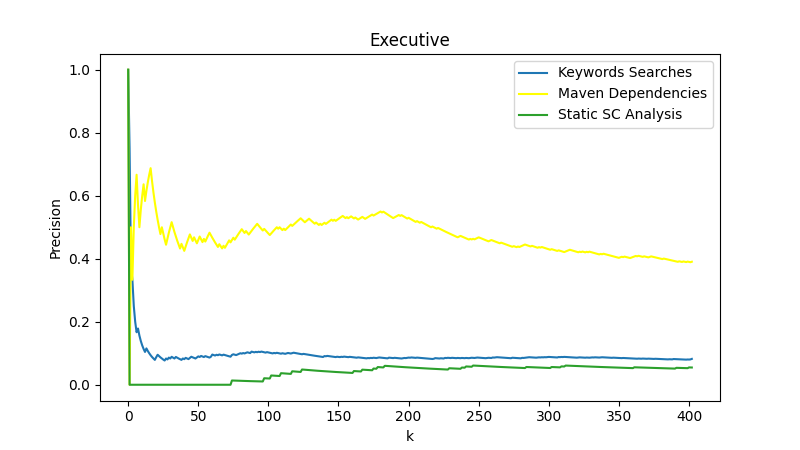 Executive
Keywords Searches
Maven Dependencies
Static SC Analysis
Precision
1.0
0.8
0.6
0.4
0.2
0.0
0 50 100 150 200 250 300 350 400
k